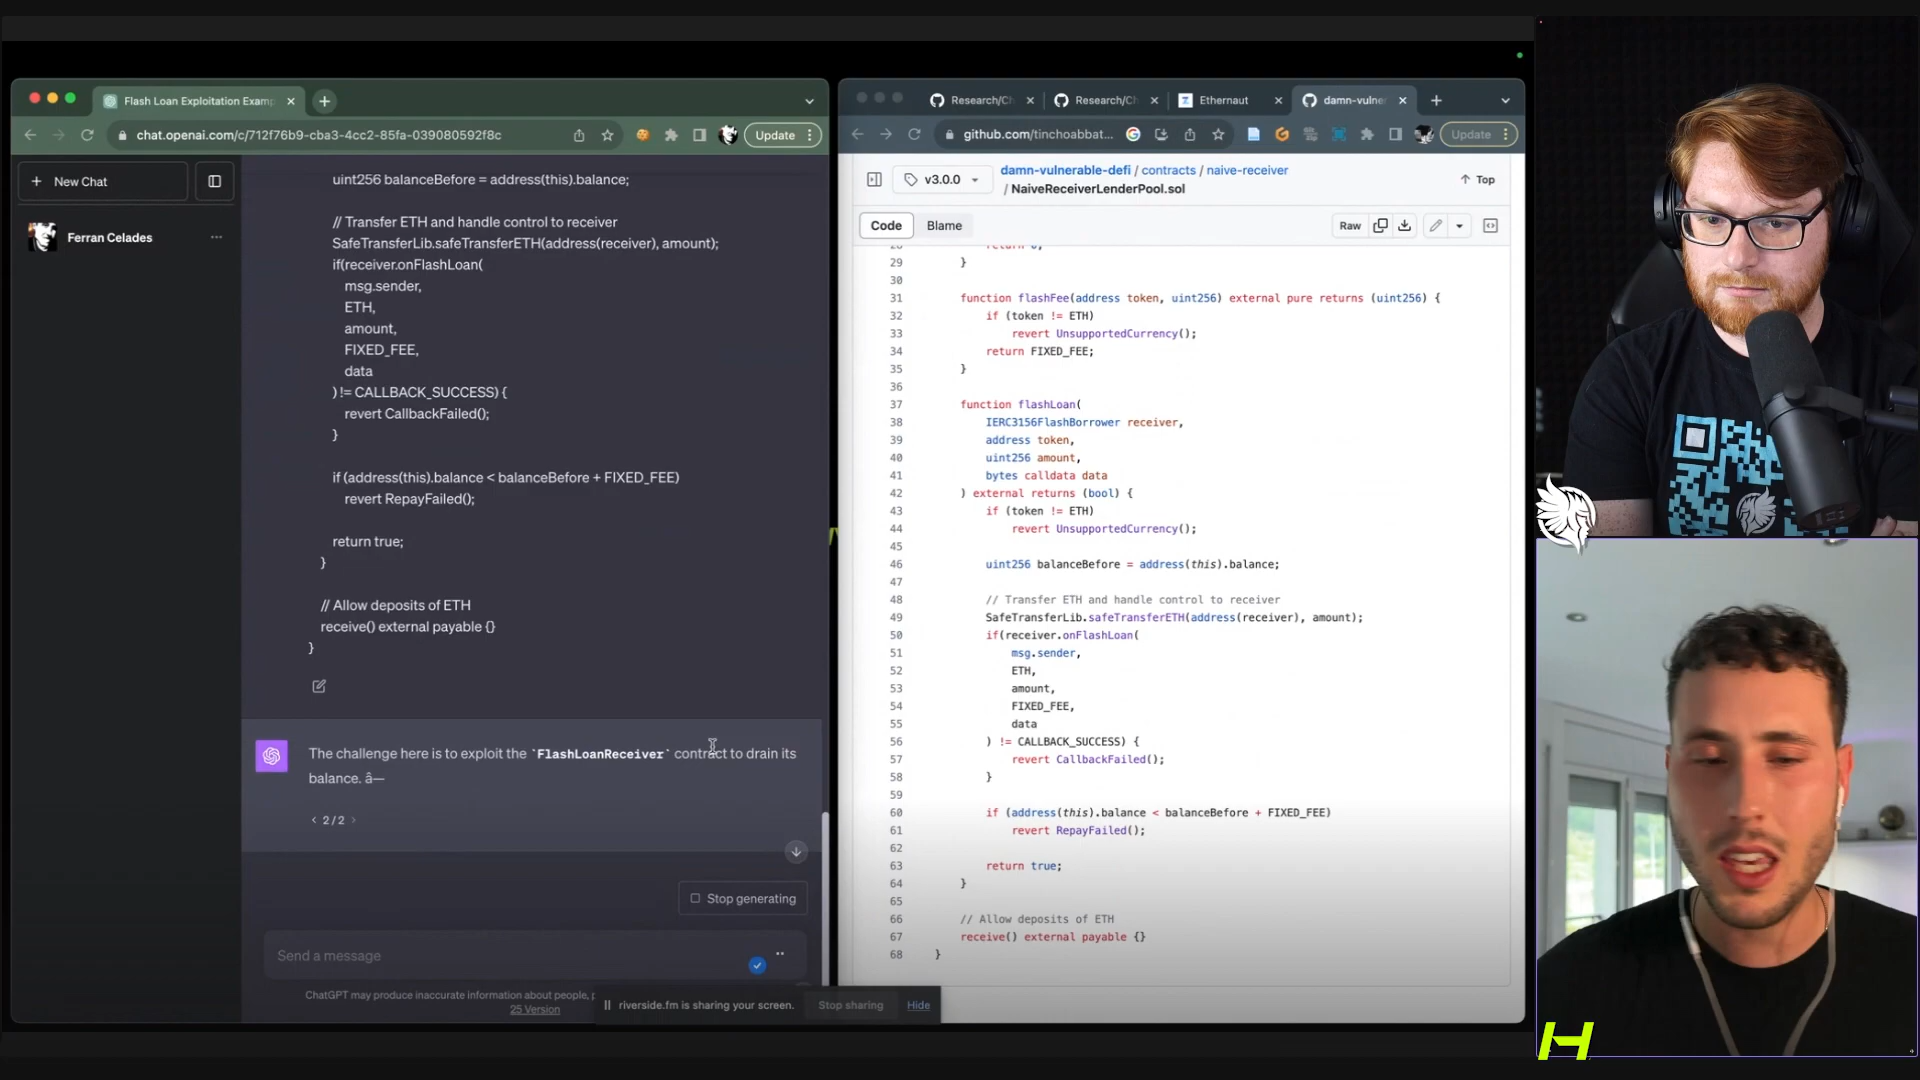 Flash Loan Exploitation Examp
chat.openai.com/c/712f76b9-cba3-4cc2-85fa-039080592f8c
Update
New Chat
Ferran Celades
uint256 balanceBefore = address(this).balance;
// Transfer ETH and handle control to receiver
SafeTransferLib.safeTransferETH(address(receiver), amount);
if(receiver.onFlashLoan(
msg.sender,
ETH,
amount,
FIXED_FEE,
data
) != CALLBACK_SUCCESS) {
revert CallbackFailed();
}
if (address(this).balance < balanceBefore + FIXED_FEE)
revert RepayFailed();
return true;
}
// Allow deposits of ETH
receive() external payable {}
}
The challenge here is to exploit the `FlashLoanReceiver` contract to drain its
balance. â—
< 2 / 2 >
Stop generating
Send a message
ChatGPT may produce inaccurate information about people, p
25 Version
riverside.fm is sharing your screen.
Stop sharing
Hide
Research/Ch
Research/Ch
Ethernaut
damn-vulner
github.com/tinchoabbat...
Update
v3.0.0
damn-vulnerable-defi / contracts / naive-receiver
/ NaiveReceiverLenderPool.sol
Top
Code
Blame
Raw
29 }
30
31 function flashFee(address token, uint256) external pure returns (uint256) {
32 if (token != ETH)
33 revert UnsupportedCurrency();
34 return FIXED_FEE;
35 }
36
37 function flashLoan(
38 IERC3156FlashBorrower receiver,
39 address token,
40 uint256 amount,
41 bytes calldata data
42 ) external returns (bool) {
43 if (token != ETH)
44 revert UnsupportedCurrency();
45
46 uint256 balanceBefore = address(this).balance;
47
48 // Transfer ETH and handle control to receiver
49 SafeTransferLib.safeTransferETH(address(receiver), amount);
50 if(receiver.onFlashLoan(
51 msg.sender,
52 ETH,
53 amount,
54 FIXED_FEE,
55 data
56 ) != CALLBACK_SUCCESS) {
57 revert CallbackFailed();
58 }
59
60 if (address(this).balance < balanceBefore + FIXED_FEE)
61 revert RepayFailed();
62
63 return true;
64 }
65
66 // Allow deposits of ETH
67 receive() external payable {}
68 }